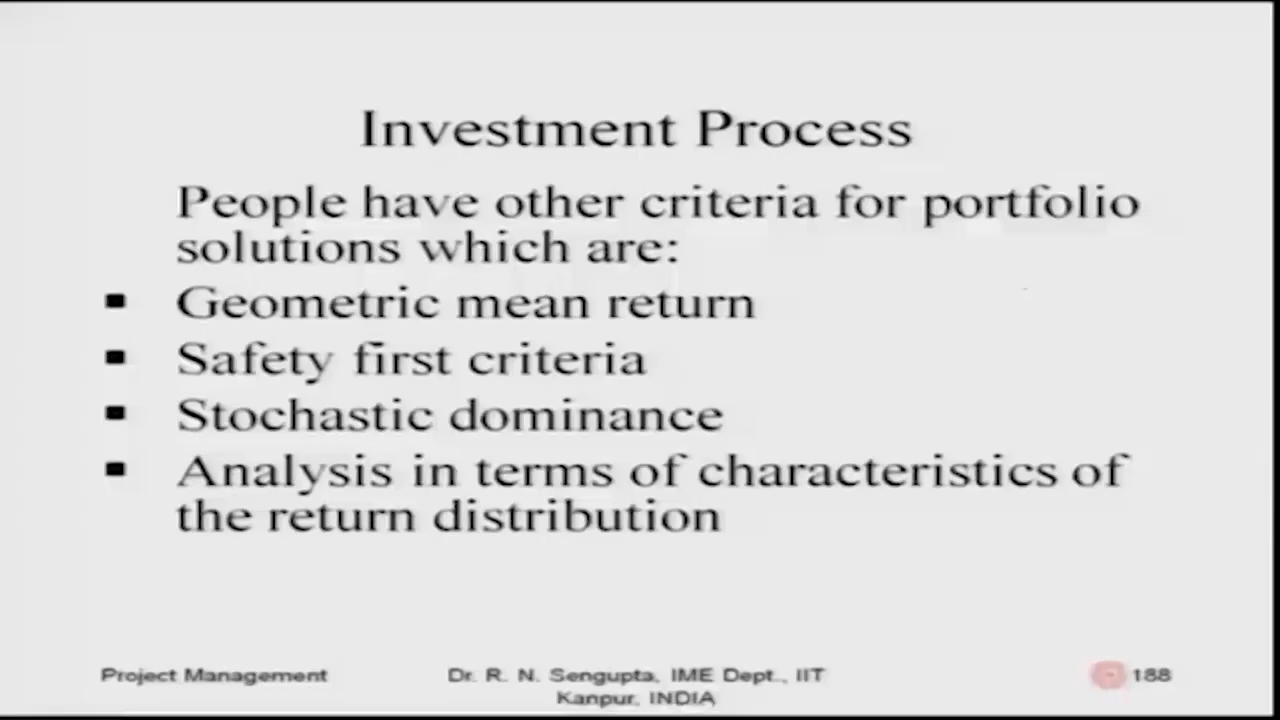 Investment Process
People have other criteria for portfolio
solutions which are:
▪ Geometric mean return
▪ Safety first criteria
▪ Stochastic dominance
▪ Analysis in terms of characteristics of
the return distribution
Project Management
Dr. R. N. Sengupta, IME Dept., IIT
Kanpur, INDIA
188